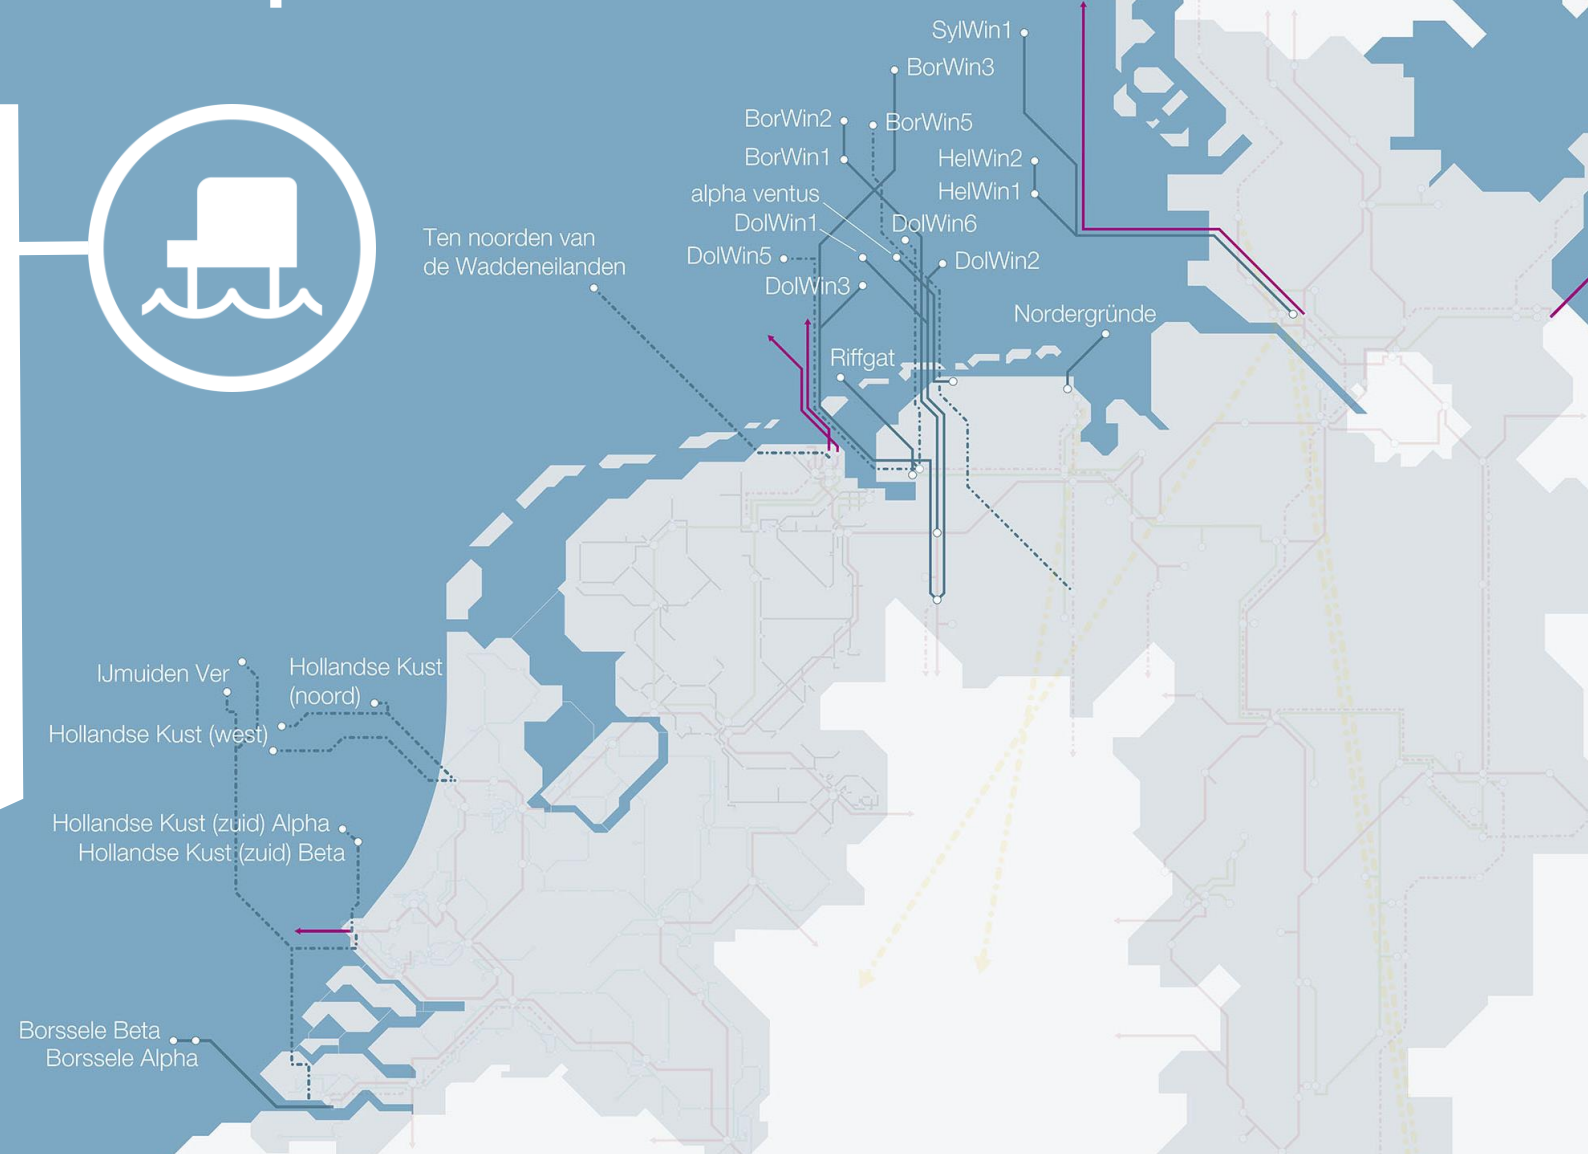 SylWin1
BorWin3
BorWin2
BorWin5
BorWin1
HelWin2
HelWin1
alpha ventus
DolWin1
DolWin6
Ten noorden van
de Waddeneilanden
DolWin5
DolWin2
DolWin3
Nordergründe
Riffgat
IJmuiden Ver
Hollandse Kust
(noord)
Hollandse Kust (west)
Hollandse Kust (zuid) Alpha
Hollandse Kust (zuid) Beta
Borssele Beta
Borssele Alpha